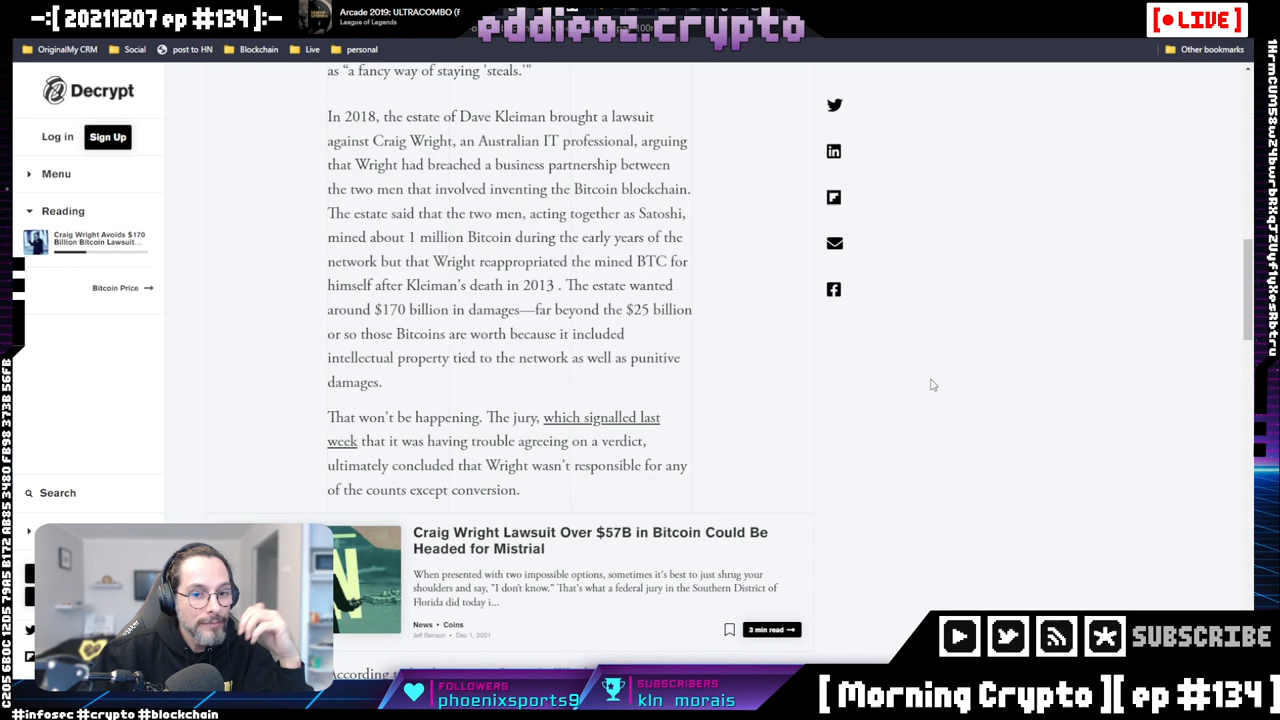 -:[ 20211207 ep #134 ]:-
Arcade 2019: ULTRACOMBO (F
League of Legends
eddieoz.crypto
[ LIVE ]
OriginalMy CRM
Social
post to HN
Blockchain
Live
personal
Other bookmarks
Decrypt
Log in
Sign Up
Menu
Reading
Craig Wright Avoids $170
Billion Bitcoin Lawsuit...
Bitcoin Price →
Search
as “a fancy way of staying 'steals.'”
In 2018, the estate of Dave Kleiman brought a lawsuit
against Craig Wright, an Australian IT professional, arguing
that Wright had breached a business partnership between
the two men that involved inventing the Bitcoin blockchain.
The estate said that the two men, acting together as Satoshi,
mined about 1 million Bitcoin during the early years of the
network but that Wright reappropriated the mined BTC for
himself after Kleiman's death in 2013 . The estate wanted
around $170 billion in damages—far beyond the $25 billion
or so those Bitcoins are worth because it included
intellectual property tied to the network as well as punitive
damages.
That won't be happening. The jury, which signalled last
week that it was having trouble agreeing on a verdict,
ultimately concluded that Wright wasn't responsible for any
of the counts except conversion.
Craig Wright Lawsuit Over $57B in Bitcoin Could Be
Headed for Mistrial
When presented with two impossible options, sometimes it's best to just shrug your
shoulders and say, "I don't know." That's what a federal jury in the Southern District of
Florida did today i...
News • Coins
Jeff Benson • Dec 1, 2021
3 min read →
SUBSCRIBE
FOLLOWERS
phoenixsports9
SUBSCRIBERS
kln_morais
[ Morning Crypto ][ ep #134 ]
#infosec #crypto #blockchain